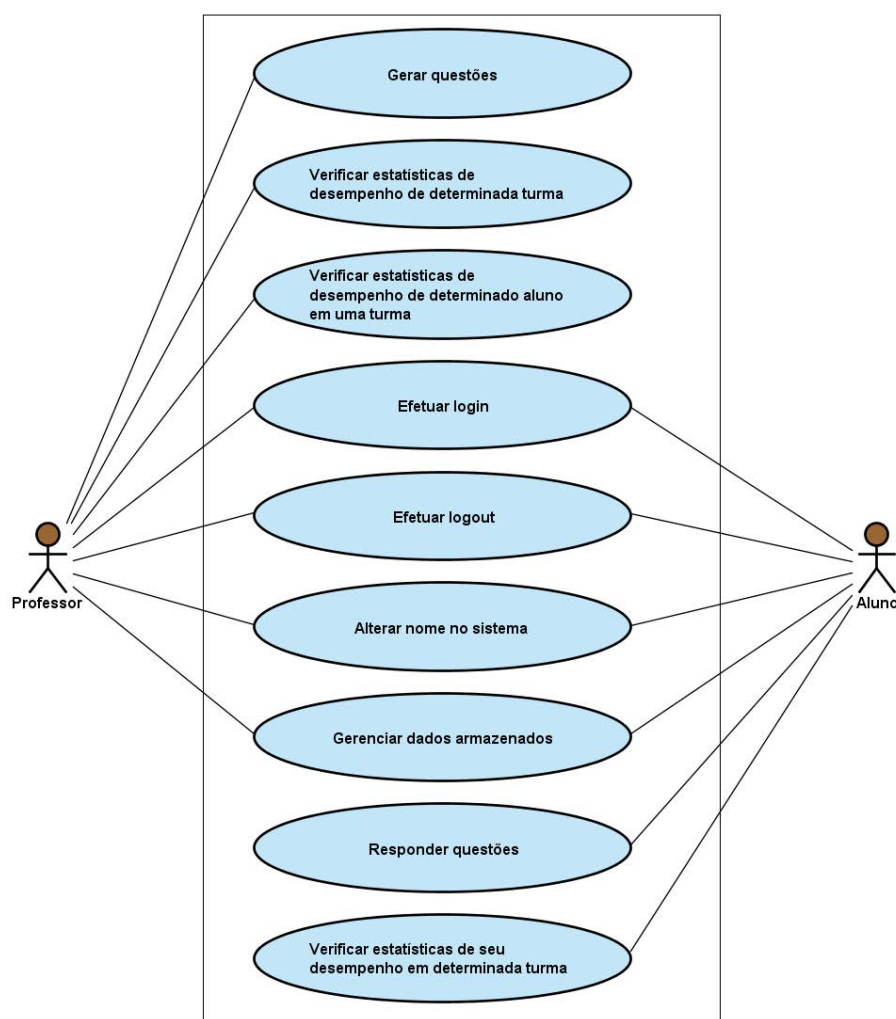 Gerar questões
Verificar estatísticas de
desempenho de determinada turma
Verificar estatísticas de
desempenho de determinado aluno
em uma turma
Efetuar login
Efetuar logout
Professor
Aluno
Alterar nome no sistema
Gerenciar dados armazenados
Responder questões
Verificar estatísticas de seu
desempenho em determinada turma